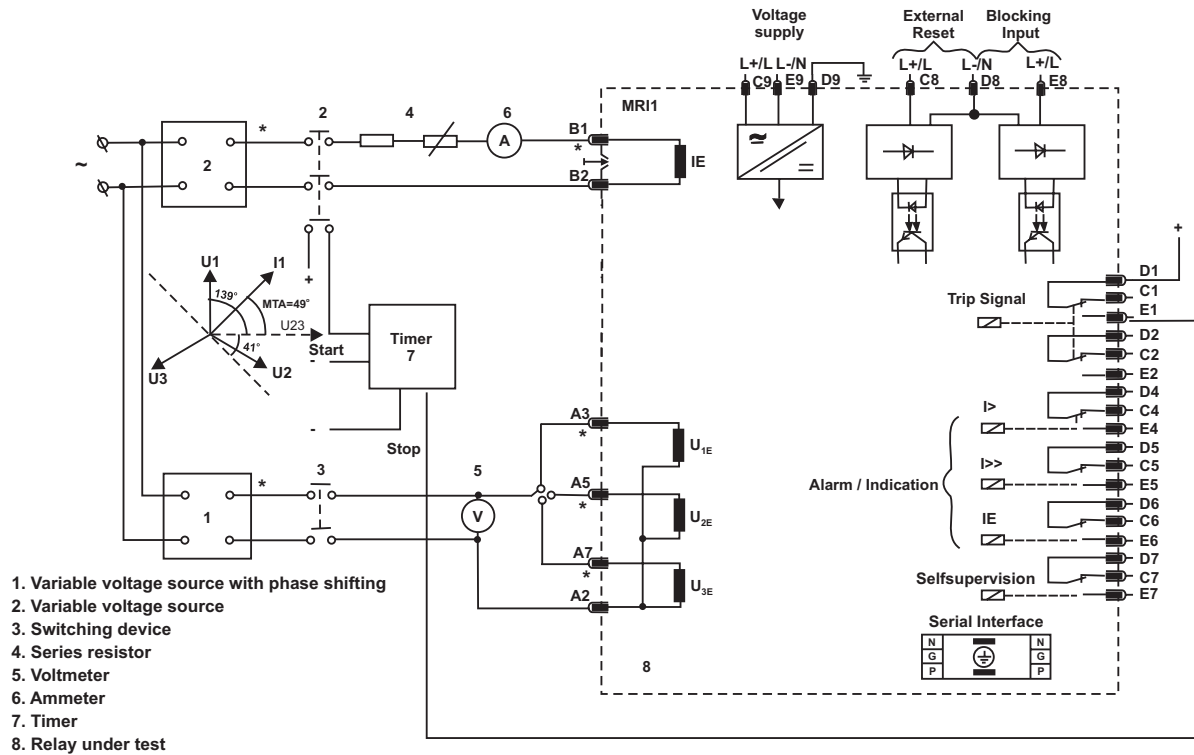 Voltage supply
External Reset
Blocking Input
L+/L L-/N
C9 E9 D9
L+/L L-/N L+/L
C8 D8 E8
MRI1
2 4 6
*
A
B1
*
B2
IE
2
~
+
U1 I1
139°
MTA=49°
U23
41°
U3 U2
Start
-
Timer 7
-
Stop
+
Trip Signal
D1
C1
E1
D2
C2
E2
D4
C4
E4
D5
C5
E5
D6
C6
E6
D7
C7
E7
I>
I>>
Alarm / Indication
IE
Selfsupervision
Serial Interface
N N
G G
P P
1
*
3
5
V
A3
*
A5
*
A7
*
A2
U1E
U2E
U3E
8
1. Variable voltage source with phase shifting
2. Variable voltage source
3. Switching device
4. Series resistor
5. Voltmeter
6. Ammeter
7. Timer
8. Relay under test